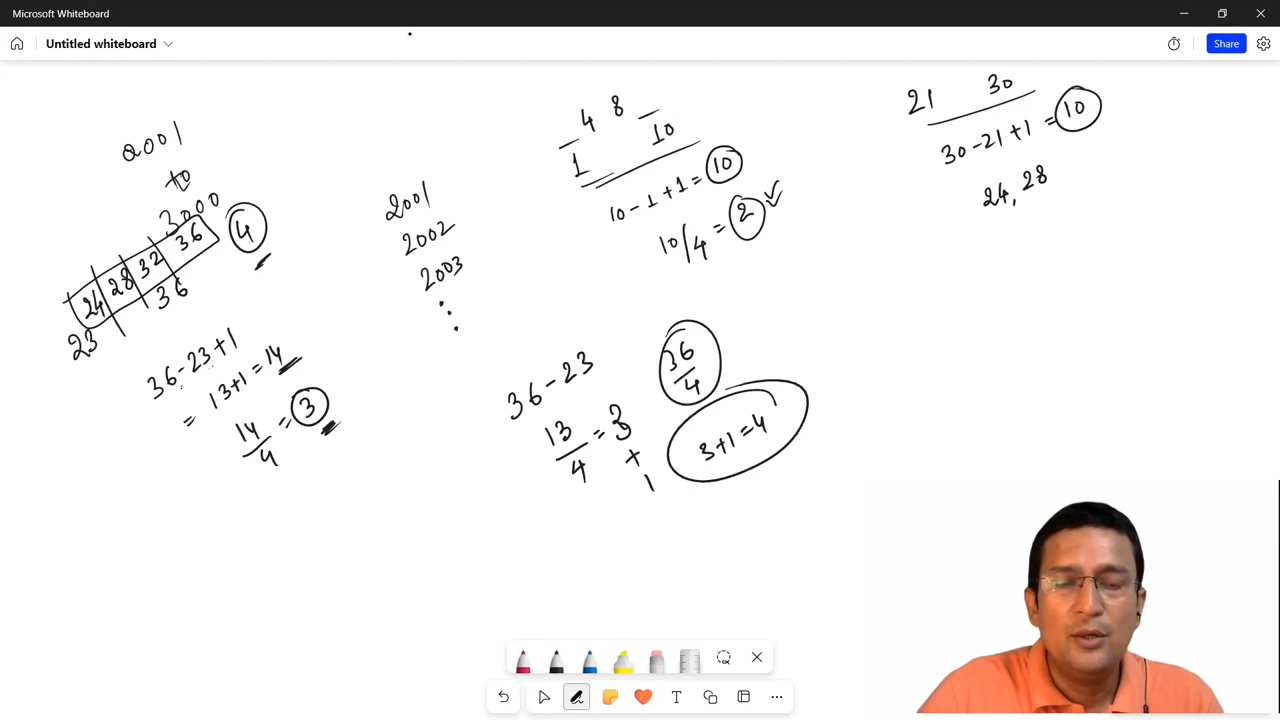 Microsoft Whiteboard
Untitled whiteboard
Share
2001
to
3000
24 28 32 36
4
23
36
36-23+1
= 13+1=14
14/4 = 3
2001
2002
2003
4 8
1 10
10-1+1=10
10/4 = 2
36-23
13/4 = 3
+
1
36/4
3+1=4
21 30
30-21+1=10
24, 28
T